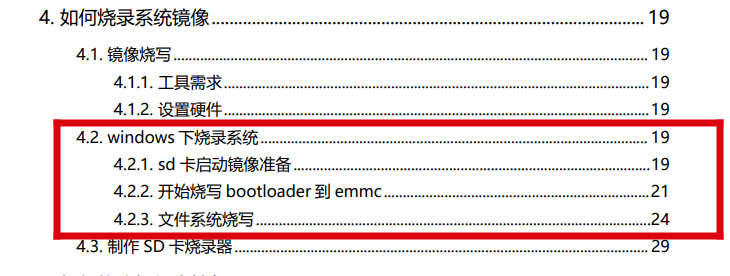 4. 如何烧录系统镜像 19
4.1. 镜像烧写 19
4.1.1. 工具需求 19
4.1.2. 设置硬件 19
4.2. windows 下烧录系统 19
4.2.1. sd 卡启动镜像准备 19
4.2.2. 开始烧写 bootloader 到 emmc 21
4.2.3. 文件系统烧写 24
4.3. 制作 SD 卡烧录器 29